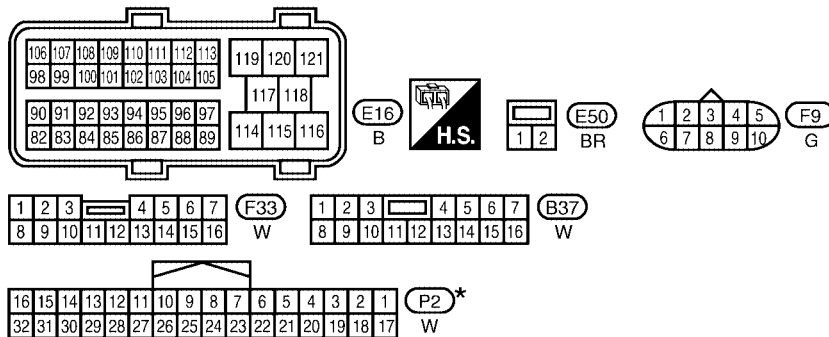 106 107 108 109 110 111 112 113
98 99 100 101 102 103 104 105
90 91 92 93 94 95 96 97
82 83 84 85 86 87 88 89
119 120 121
117 118
114 115 116
E16
B
H.S.
1 2
E50
BR
1 2 3 4 5
6 7 8 9 10
F9
G
1 2 3 4 5 6 7
8 9 10 11 12 13 14 15 16
F33
W
1 2 3 4 5 6 7
8 9 10 11 12 13 14 15 16
B37
W
16 15 14 13 12 11 10 9 8 7 6 5 4 3 2 1
32 31 30 29 28 27 26 25 24 23 22 21 20 19 18 17
P2 *
W